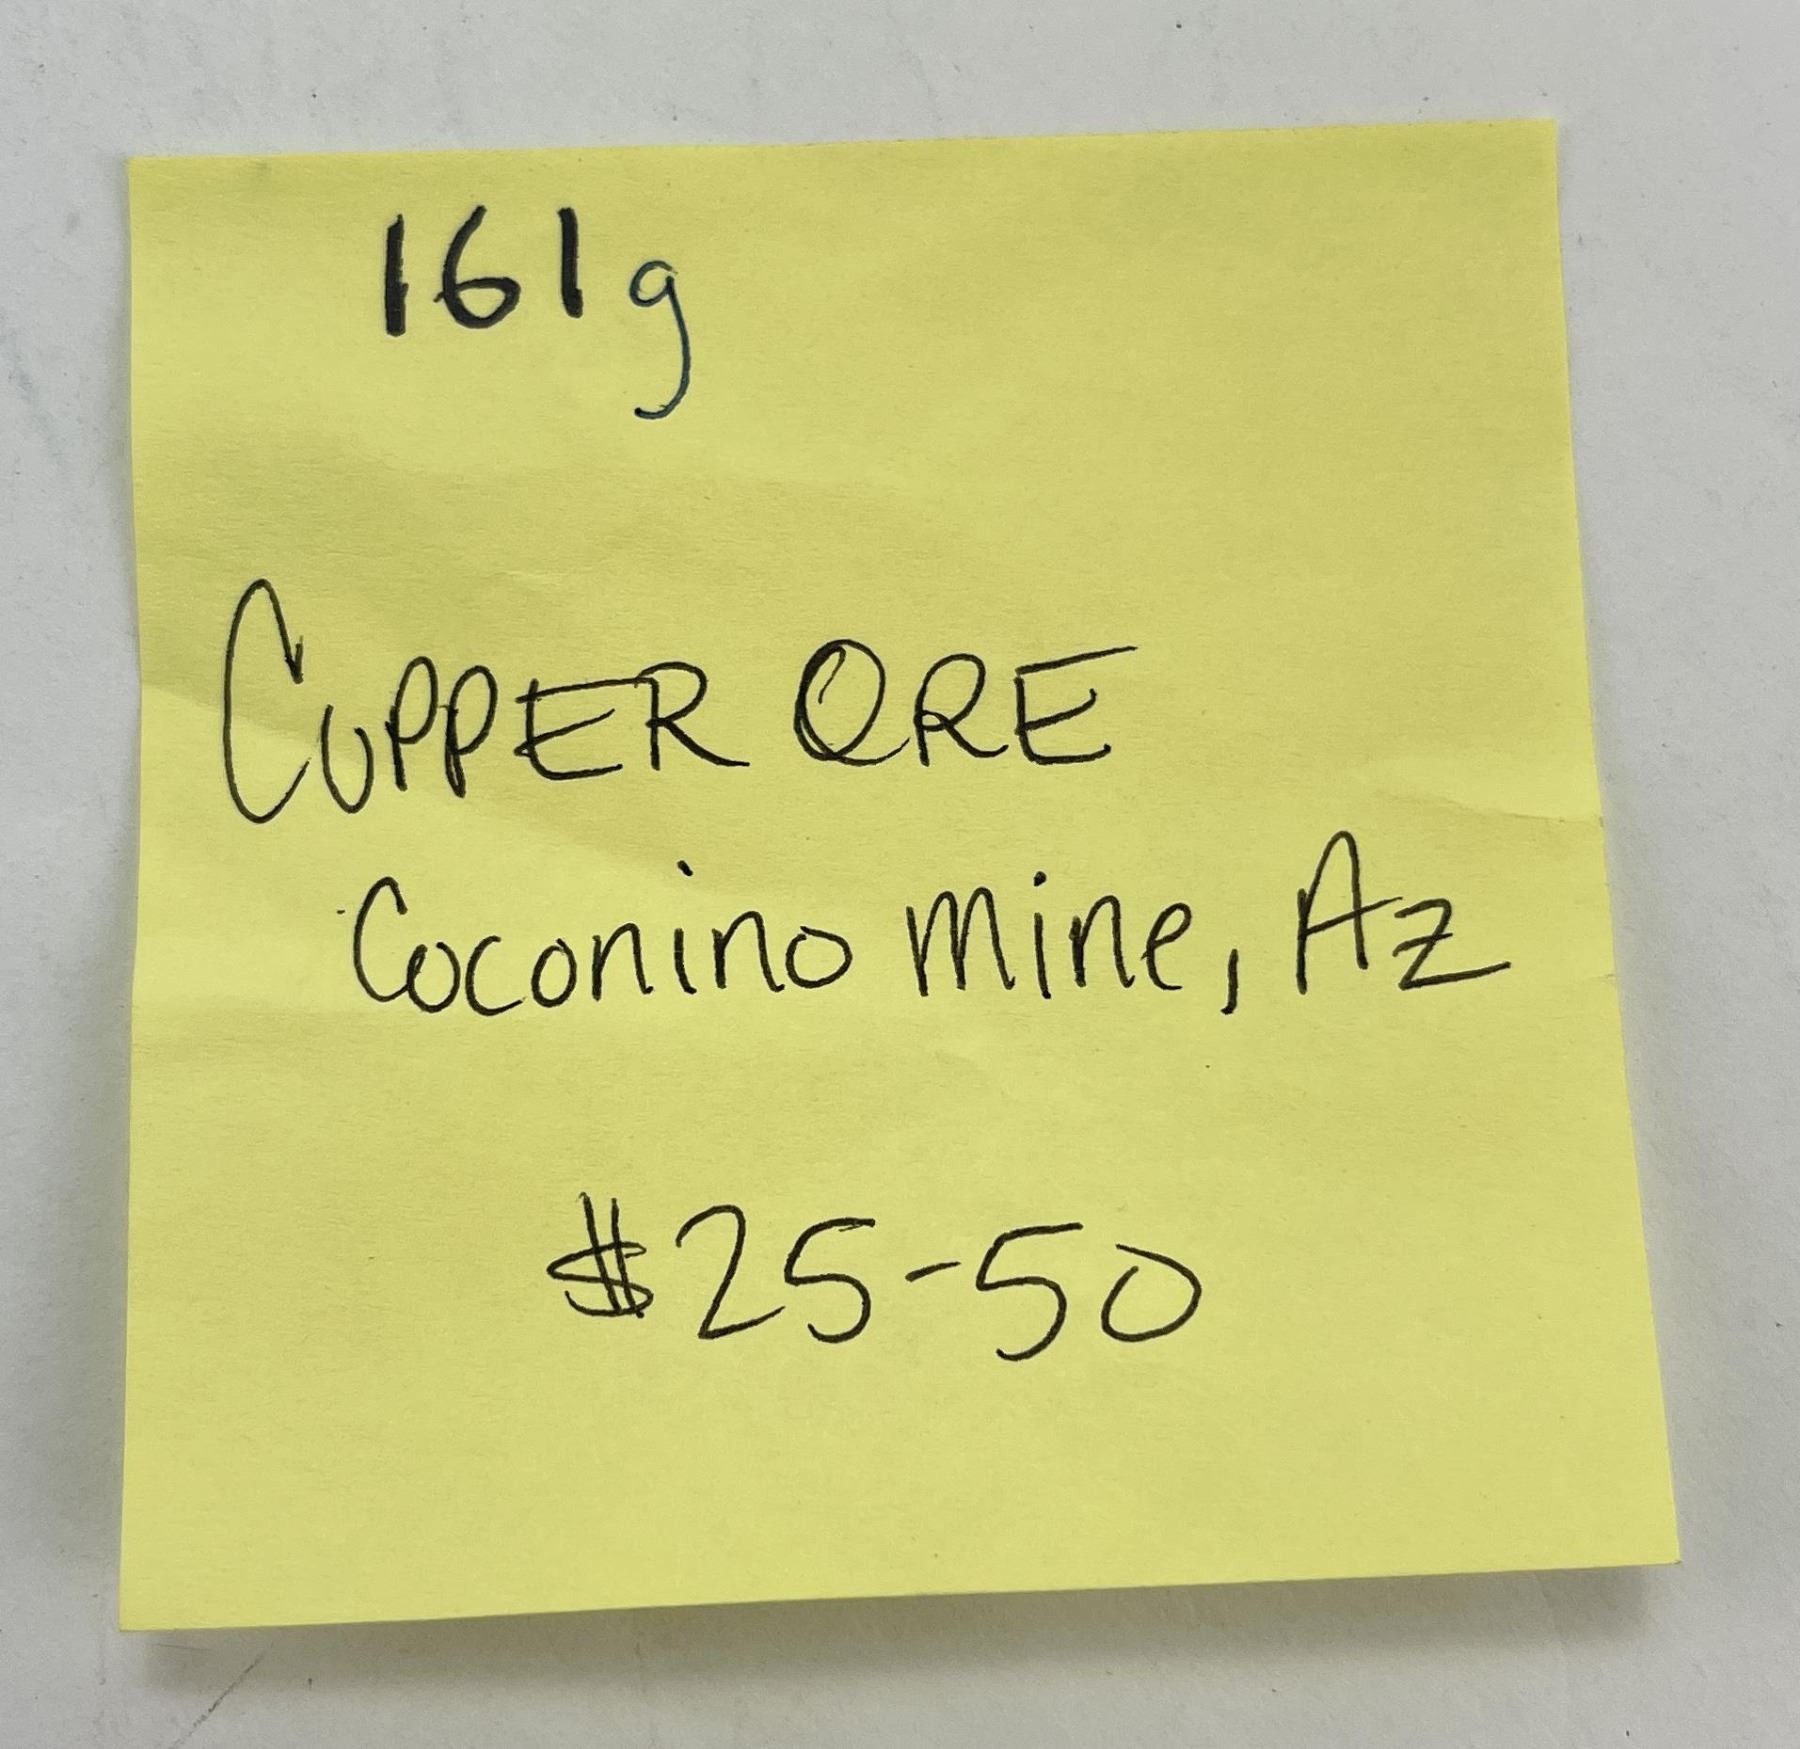 161g
COPPER ORE
Coconino Mine, AZ
$25-50